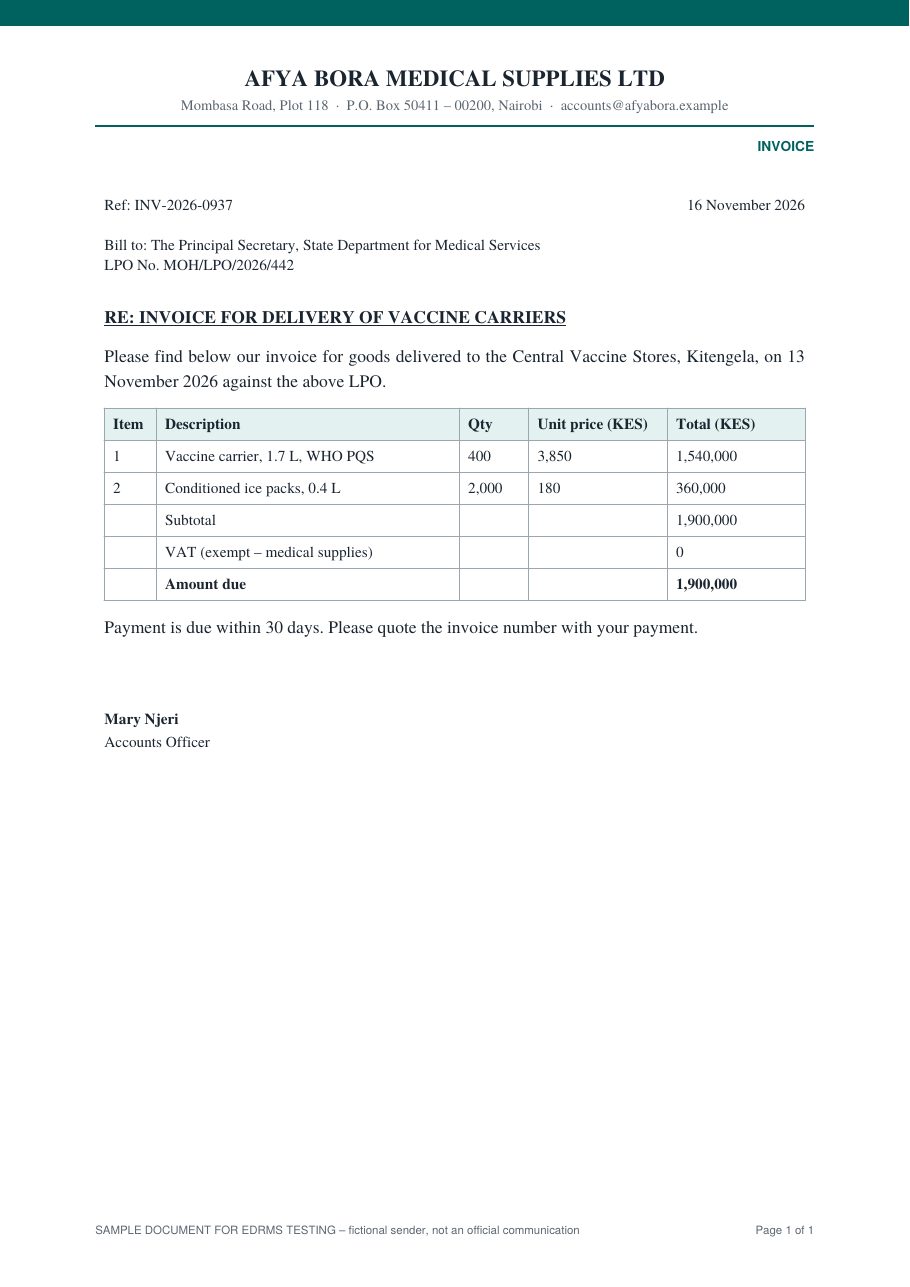 AFYA BORA MEDICAL SUPPLIES LTD
Mombasa Road, Plot 118 · P.O. Box 50411 – 00200, Nairobi · accounts@afyabora.example
INVOICE
Ref: INV-2026-0937 16 November 2026
Bill to: The Principal Secretary, State Department for Medical Services
LPO No. MOH/LPO/2026/442
RE: INVOICE FOR DELIVERY OF VACCINE CARRIERS
Please find below our invoice for goods delivered to the Central Vaccine Stores, Kitengela, on 13
November 2026 against the above LPO.
Item Description Qty Unit price (KES) Total (KES)
1 Vaccine carrier, 1.7 L, WHO PQS 400 3,850 1,540,000
2 Conditioned ice packs, 0.4 L 2,000 180 360,000
Subtotal 1,900,000
VAT (exempt – medical supplies) 0
Amount due 1,900,000
Payment is due within 30 days. Please quote the invoice number with your payment.
Mary Njeri
Accounts Officer
SAMPLE DOCUMENT FOR EDRMS TESTING – fictional sender, not an official communication Page 1 of 1